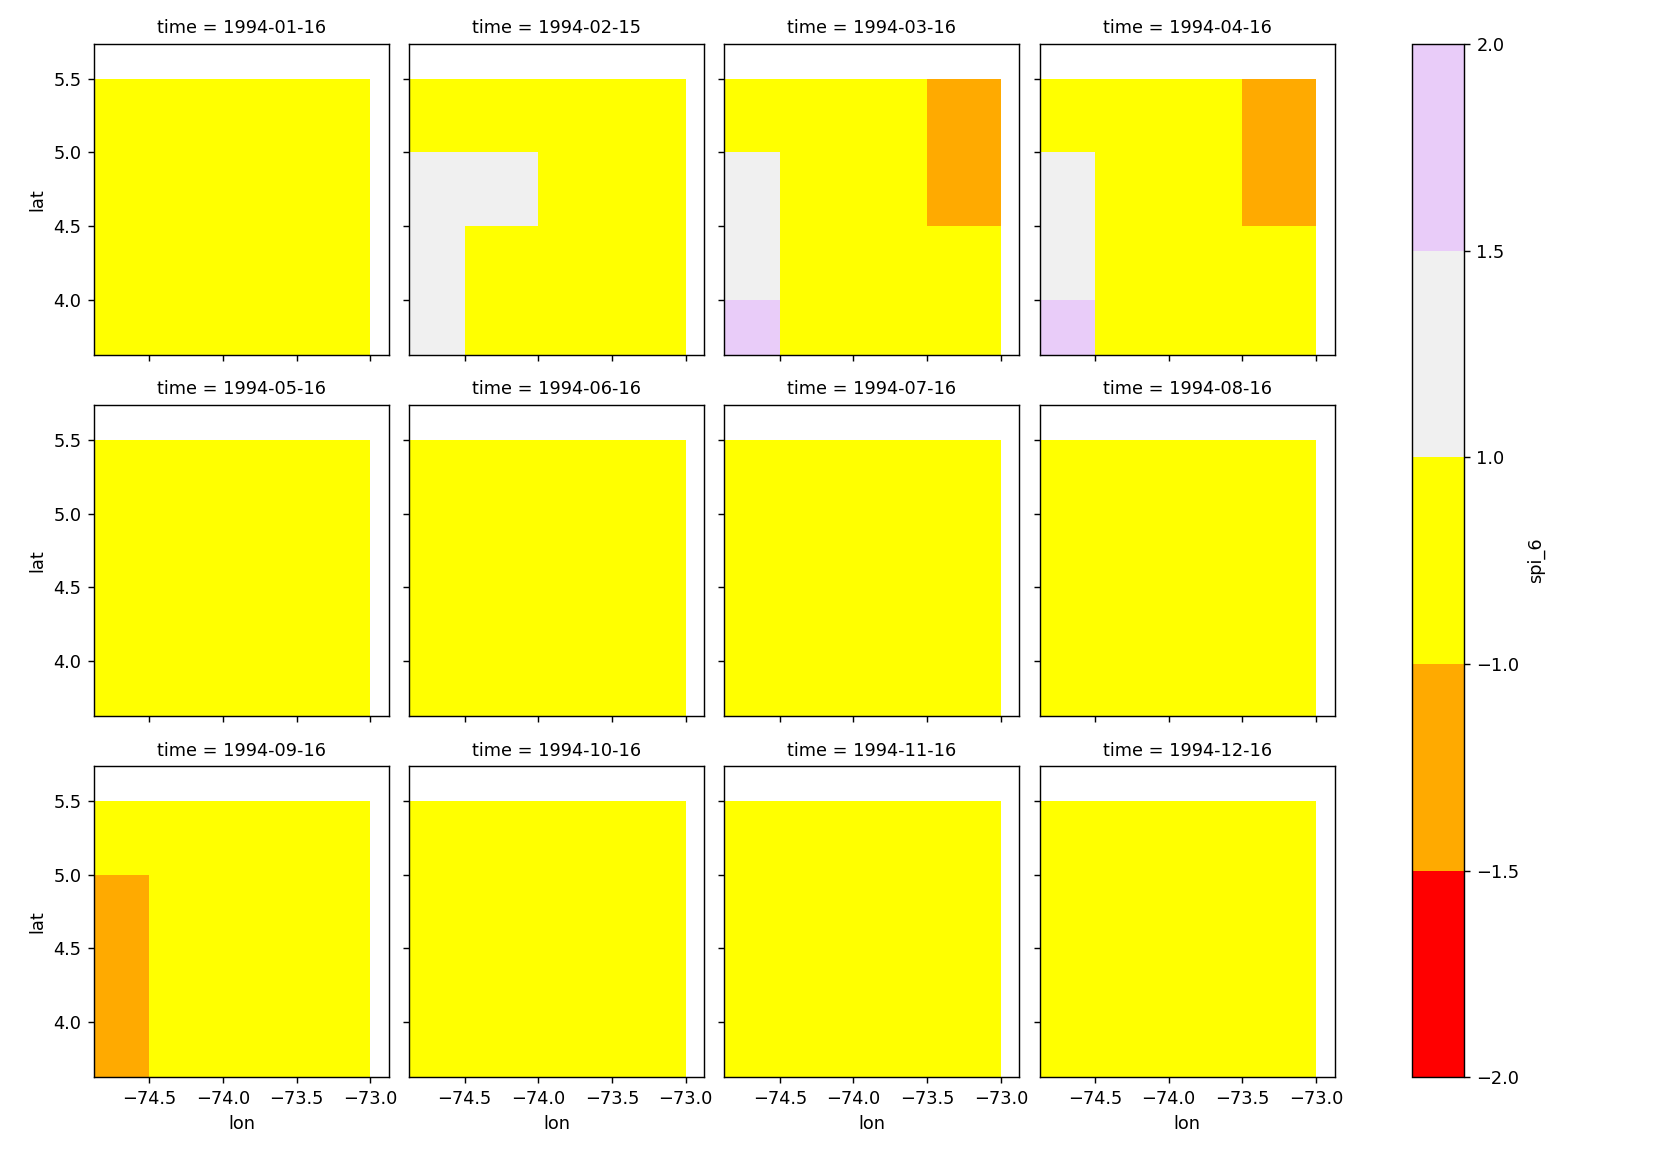 time = 1994-01-16
time = 1994-02-15
time = 1994-03-16
time = 1994-04-16
5.5
5.0
4.5
4.0
lat
time = 1994-05-16
time = 1994-06-16
time = 1994-07-16
time = 1994-08-16
5.5
5.0
4.5
4.0
lat
time = 1994-09-16
time = 1994-10-16
time = 1994-11-16
time = 1994-12-16
5.5
5.0
4.5
4.0
lat
−74.5 −74.0 −73.5 −73.0
lon
−74.5 −74.0 −73.5 −73.0
lon
−74.5 −74.0 −73.5 −73.0
lon
−74.5 −74.0 −73.5 −73.0
lon
2.0
1.5
1.0
−1.0
−1.5
−2.0
spi_6